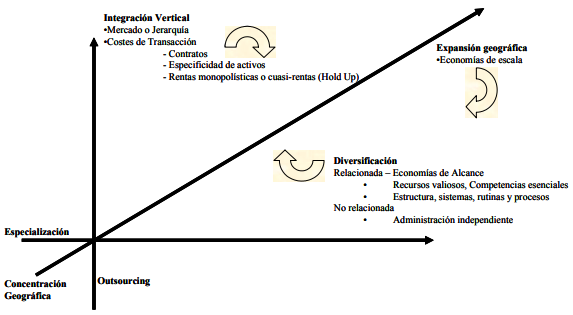 Integración Vertical
•Mercado o Jerarquía
•Costes de Transacción
- Contratos
- Especificidad de activos
- Rentas monopolísticas o cuasi-rentas (Hold Up)
Expansión geográfica
•Economías de escala
Diversificación
Relacionada – Economías de Alcance
• Recursos valiosos, Competencias esenciales
• Estructura, sistemas, rutinas y procesos
No relacionada
• Administración independiente
Especialización
Concentración
Geográfica
Outsourcing